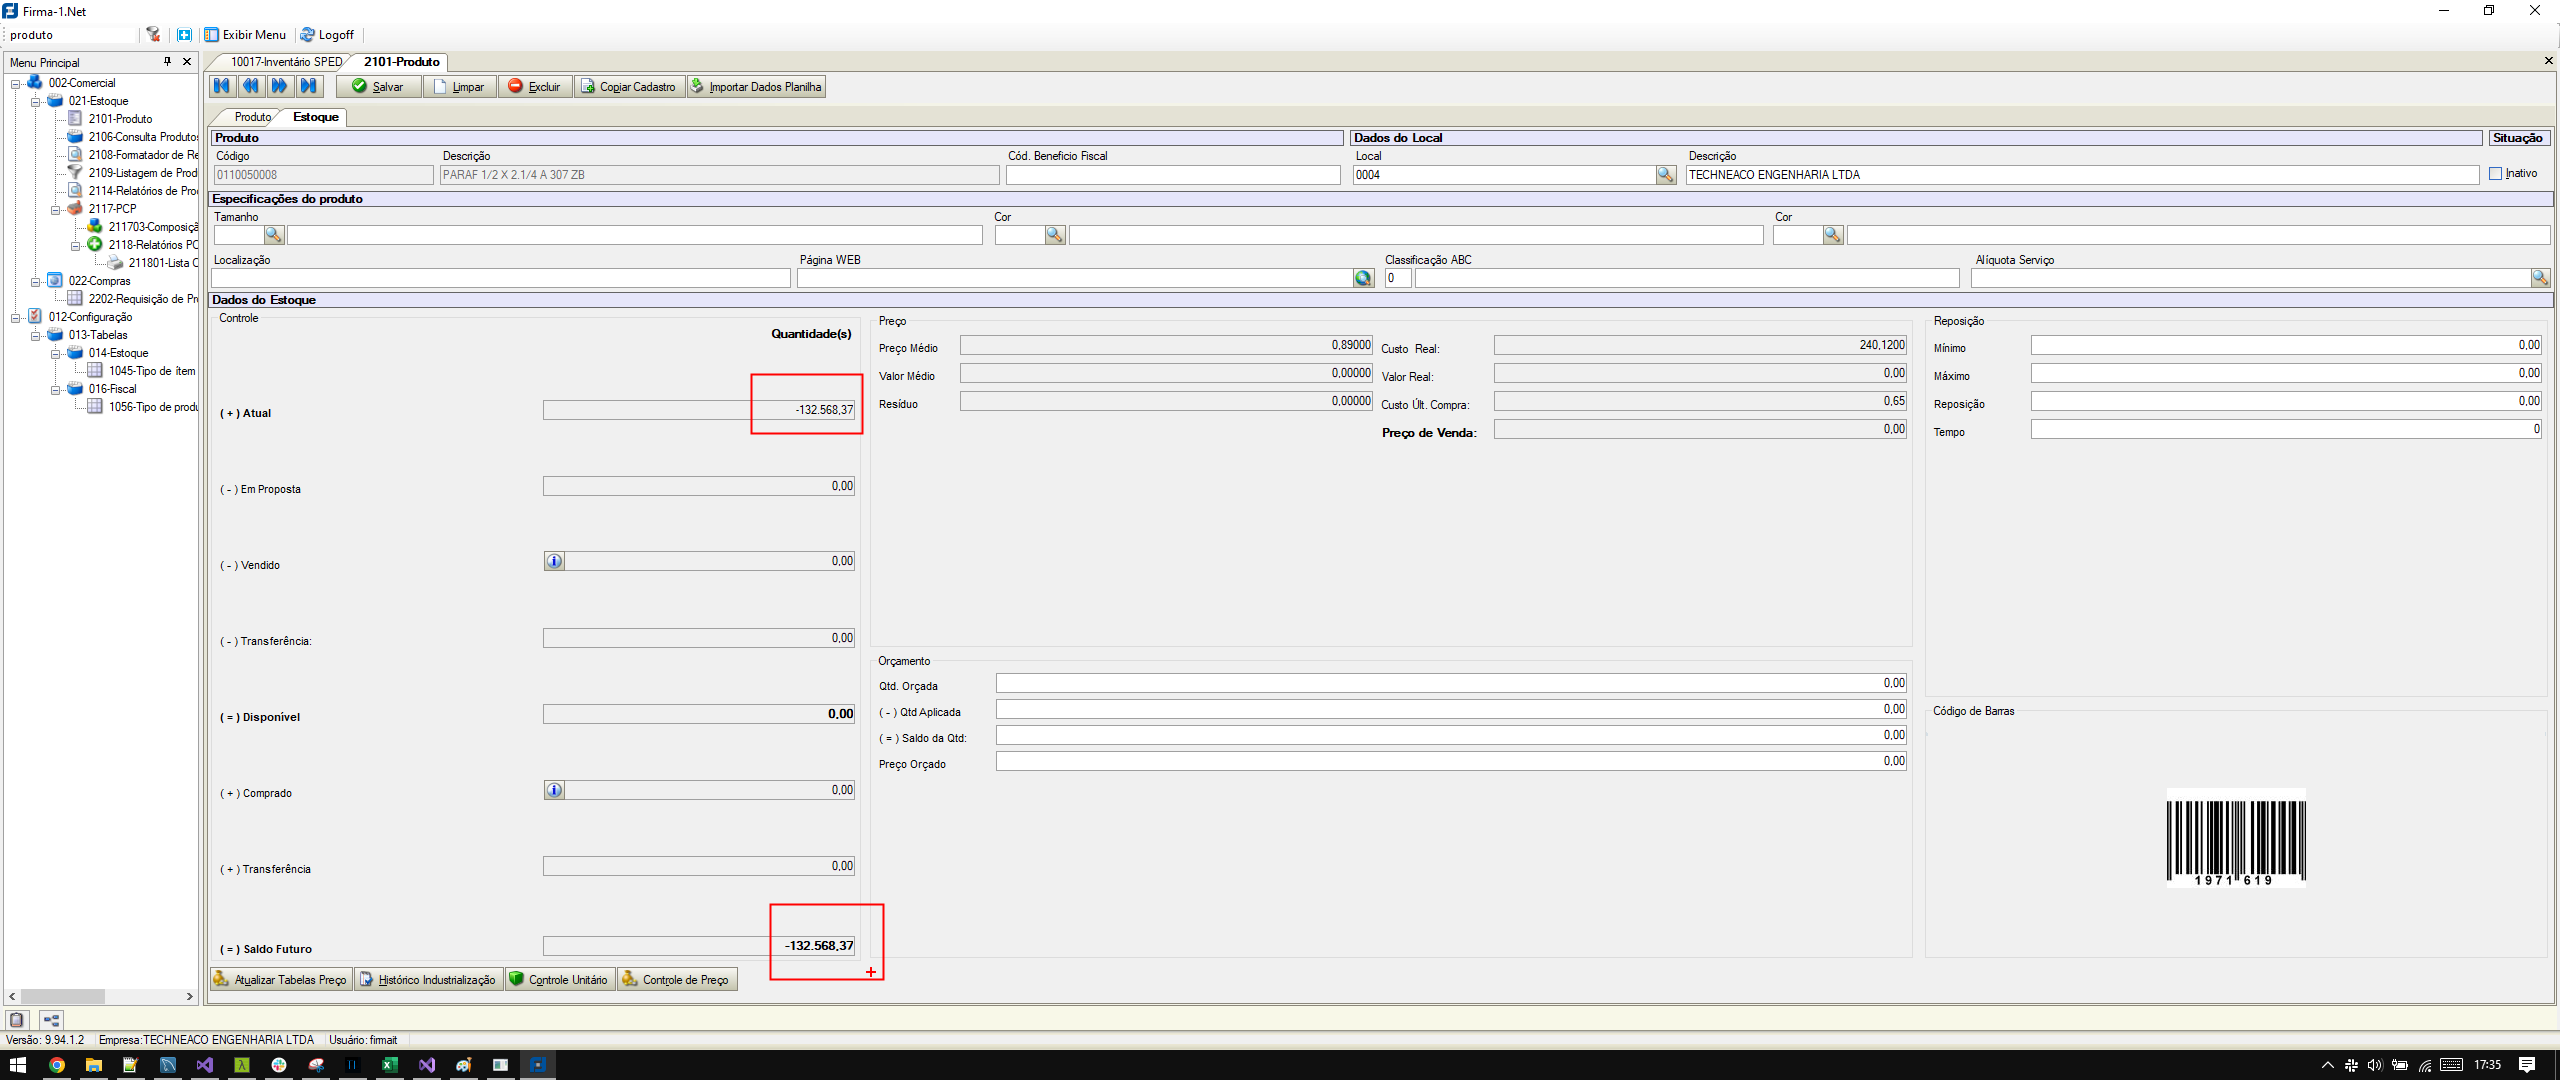 Firma-1.Net
produto
Exibir Menu
Logoff
Menu Principal
002-Comercial
021-Estoque
2101-Produto
2106-Consulta Produtos
2108-Formatador de Re
2109-Listagem de Prod
2114-Relatórios de Pro
2117-PCP
211703-Composiçã
2118-Relatórios PC
211801-Lista C
022-Compras
2202-Requisição de Pr
012-Configuração
013-Tabelas
014-Estoque
1045-Tipo de ítem
016-Fiscal
1056-Tipo de produ
10017-Inventário SPED
2101-Produto
Salvar
Limpar
Excluir
Copiar Cadastro
Importar Dados Planilha
Produto
Estoque
Produto
Dados do Local
Situação
Código
Descrição
Cód. Beneficio Fiscal
Local
Descrição
0110050008
PARAF 1/2 X 2.1/4 A 307 ZB
0004
TECHNEACO ENGENHARIA LTDA
Inativo
Especificações do produto
Tamanho
Cor
Cor
Localização
Página WEB
Classificação ABC
Alíquota Serviço
0
Dados do Estoque
Controle
Quantidade(s)
( + ) Atual
-132.568,37
( - ) Em Proposta
0,00
( - ) Vendido
0,00
( - ) Transferência:
0,00
( = ) Disponível
0,00
( + ) Comprado
0,00
( + ) Transferência
0,00
( = ) Saldo Futuro
-132.568,37
Preço
Preço Médio
0,89000
Custo Real:
240,1200
Valor Médio
0,00000
Valor Real:
0,00
Resíduo
0,00000
Custo Últ. Compra:
0,65
Preço de Venda:
0,00
Reposição
Mínimo
0,00
Máximo
0,00
Reposição
0,00
Tempo
0
Orçamento
Qtd. Orçada
0,00
( - ) Qtd Aplicada
0,00
( = ) Saldo da Qtd:
0,00
Preço Orçado
0,00
Código de Barras
1971 619
Atualizar Tabelas Preço
Histórico Industrialização
Controle Unitário
Controle de Preço
Versão: 9.94.1.2
Empresa:TECHNEACO ENGENHARIA LTDA
Usuário: firmait
17:35